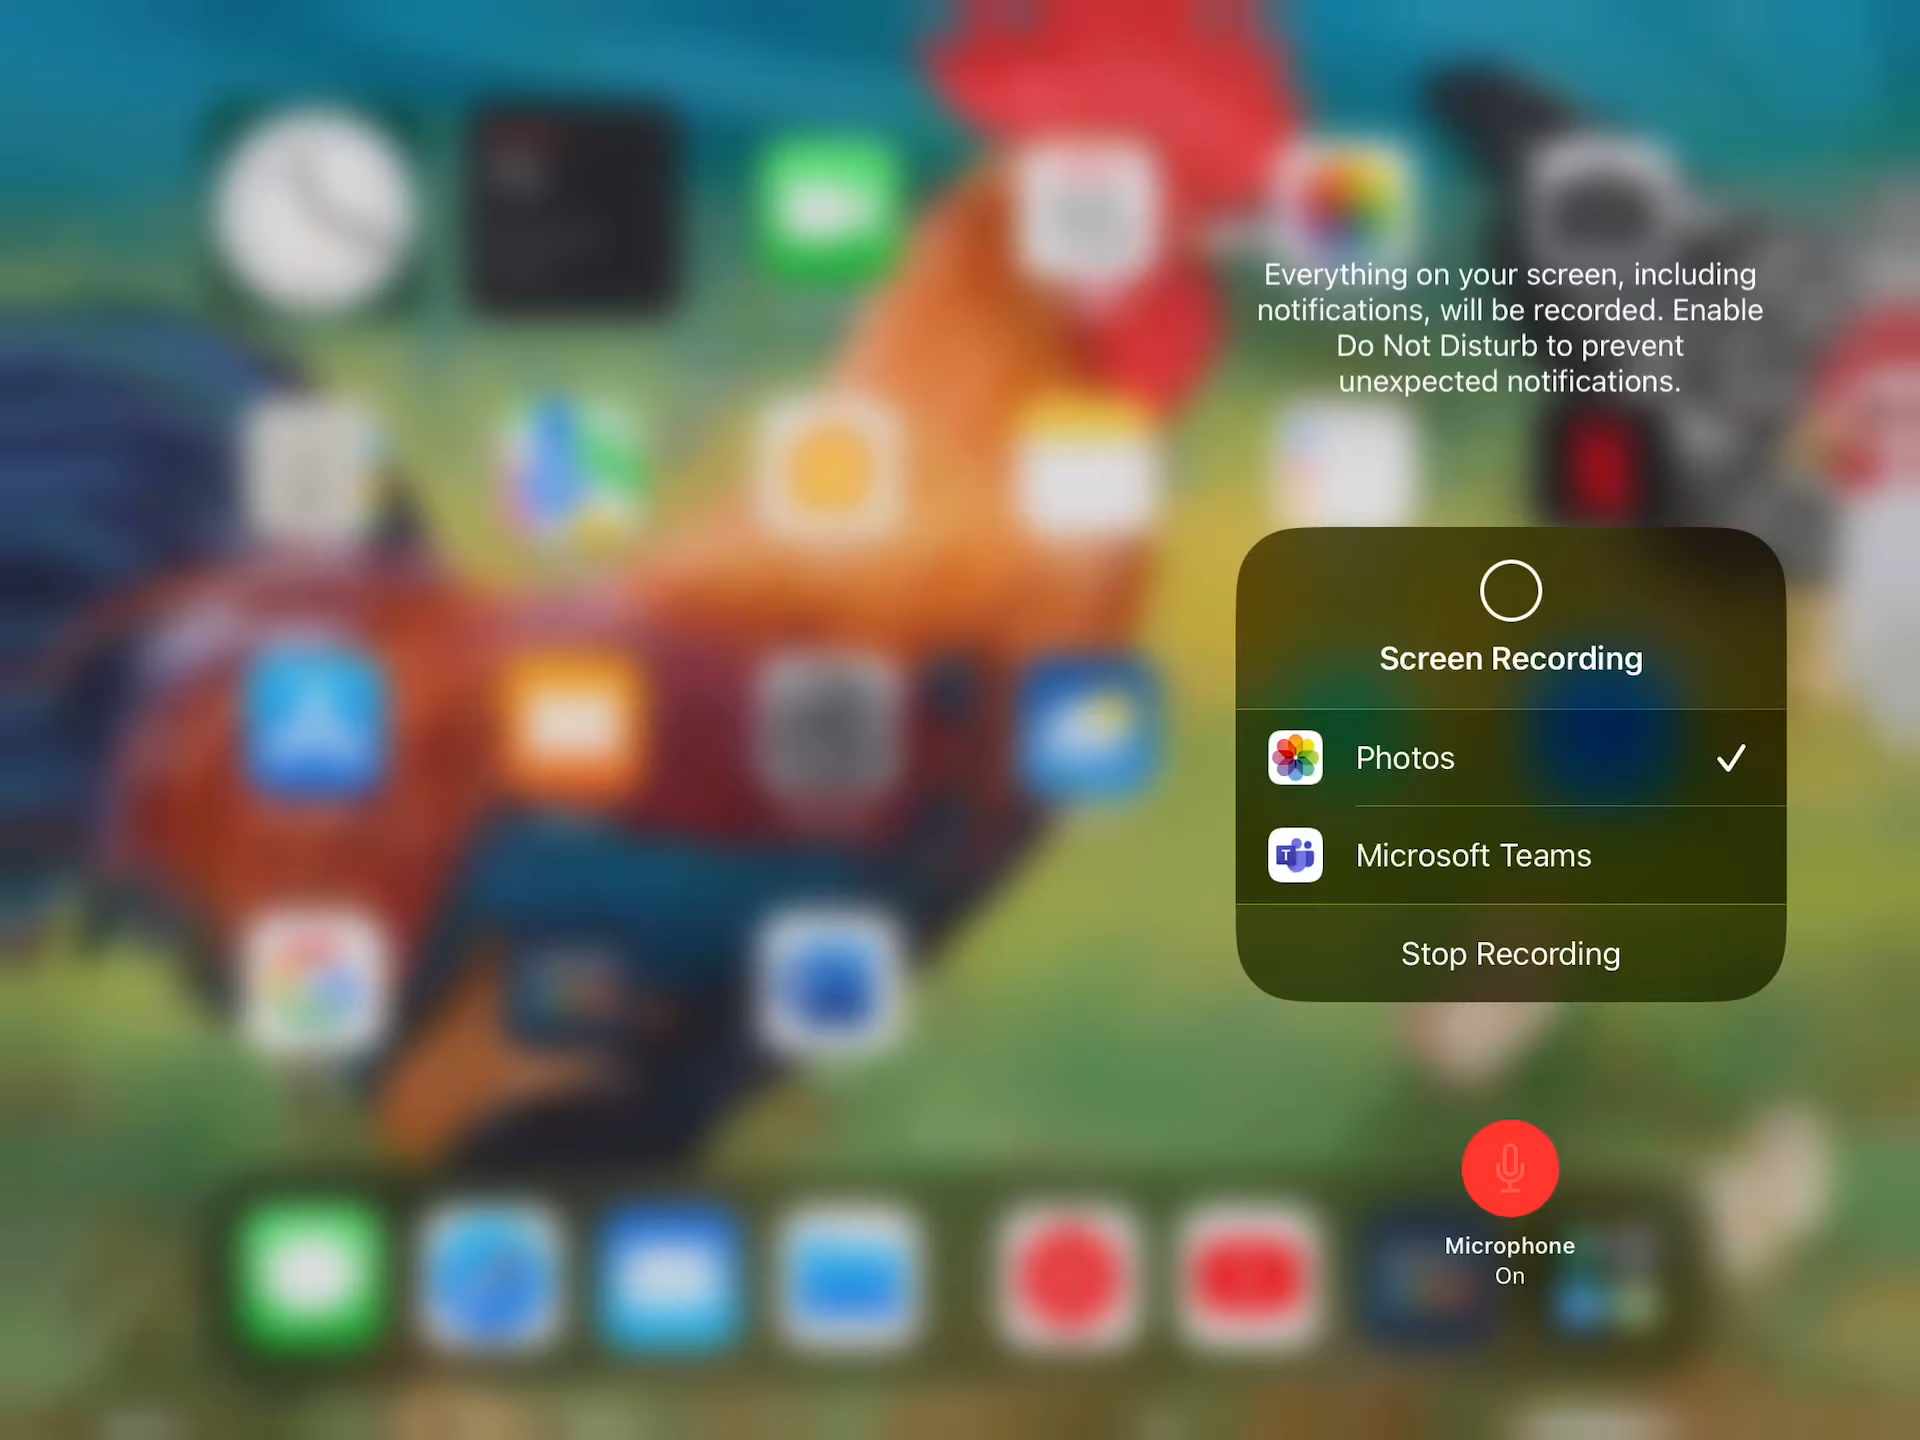 Everything on your screen, including
notifications, will be recorded. Enable
Do Not Disturb to prevent
unexpected notifications.
Screen Recording
Photos
T
Microsoft Teams
Stop Recording
Microphone
On